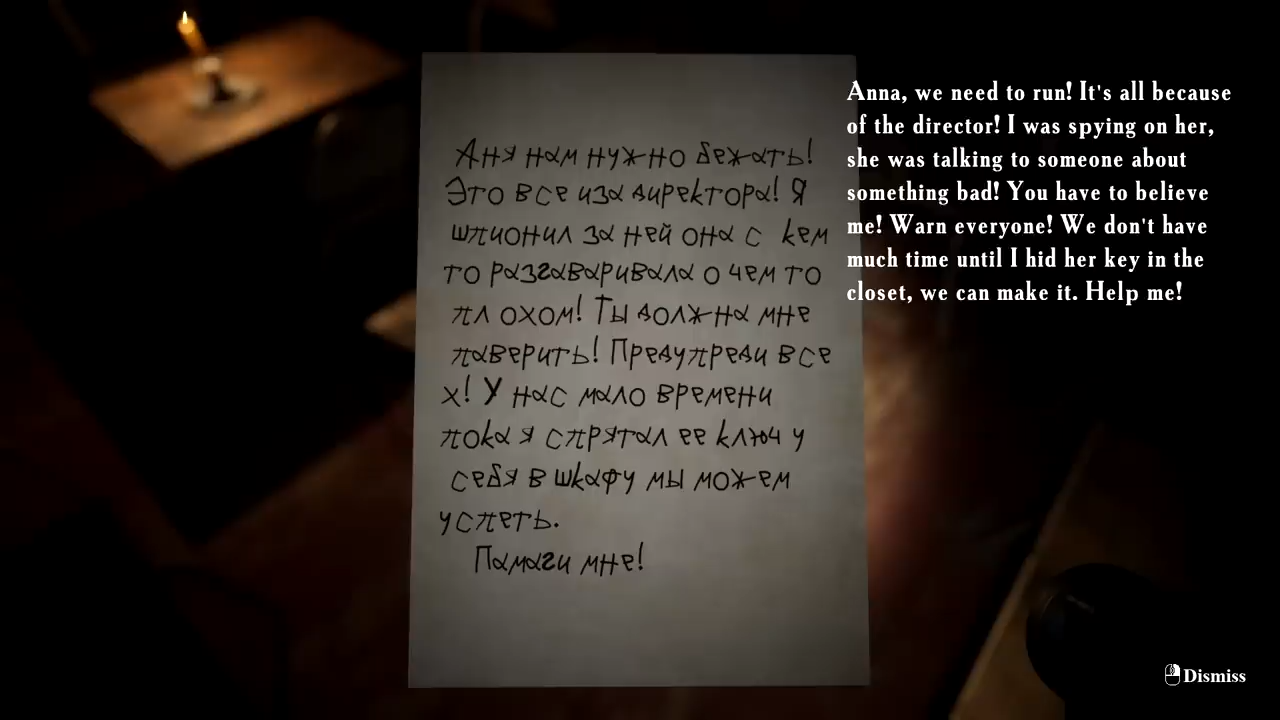 Аня нам нужно бежать!
Это все иза директора! Я
шпионил за ней она с кем
то разгаваривала о чем то
пл охом! Ты должна мне
паверить! Предупреди все
х! У нас мало времени
пока я спрятал ее ключ у
себя в шкафу мы можем
успеть.
Памаги мне!
Anna, we need to run! It's all because
of the director! I was spying on her,
she was talking to someone about
something bad! You have to believe
me! Warn everyone! We don't have
much time until I hid her key in the
closet, we can make it. Help me!
Dismiss